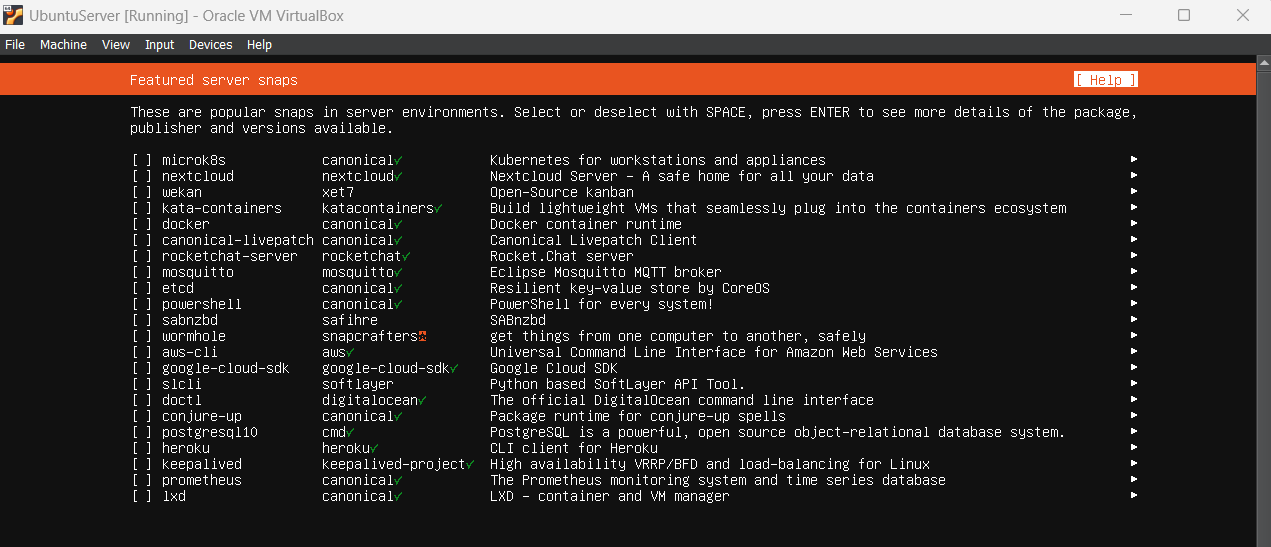 UbuntuServer [Running] - Oracle VM VirtualBox
File Machine View Input Devices Help
Featured server snaps [ Help ]
These are popular snaps in server environments. Select or deselect with SPACE, press ENTER to see more details of the package,
publisher and versions available.
[ ] microk8s canonical✓ Kubernetes for workstations and appliances ▸
[ ] nextcloud nextcloud✓ Nextcloud Server - A safe home for all your data ▸
[ ] wekan xet7 Open-Source kanban ▸
[ ] kata-containers katacontainers✓ Build lightweight VMs that seamlessly plug into the containers ecosystem ▸
[ ] docker canonical✓ Docker container runtime ▸
[ ] canonical-livepatch canonical✓ Canonical Livepatch Client ▸
[ ] rocketchat-server rocketchat✓ Rocket.Chat server ▸
[ ] mosquitto mosquitto✓ Eclipse Mosquitto MQTT broker ▸
[ ] etcd canonical✓ Resilient key-value store by CoreOS ▸
[ ] powershell canonical✓ PowerShell for every system! ▸
[ ] sabnzbd safihre SABnzbd ▸
[ ] wormhole snapcrafters get things from one computer to another, safely ▸
[ ] aws-cli aws✓ Universal Command Line Interface for Amazon Web Services ▸
[ ] google-cloud-sdk google-cloud-sdk✓ Google Cloud SDK ▸
[ ] slcli softlayer Python based SoftLayer API Tool. ▸
[ ] doctl digitalocean✓ The official DigitalOcean command line interface ▸
[ ] conjure-up canonical✓ Package runtime for conjure-up spells ▸
[ ] postgresql10 cmd✓ PostgreSQL is a powerful, open source object-relational database system. ▸
[ ] heroku heroku✓ CLI client for Heroku ▸
[ ] keepalived keepalived-project✓ High availability VRRP/BFD and load-balancing for Linux ▸
[ ] prometheus canonical✓ The Prometheus monitoring system and time series database ▸
[ ] lxd canonical✓ LXD - container and VM manager ▸